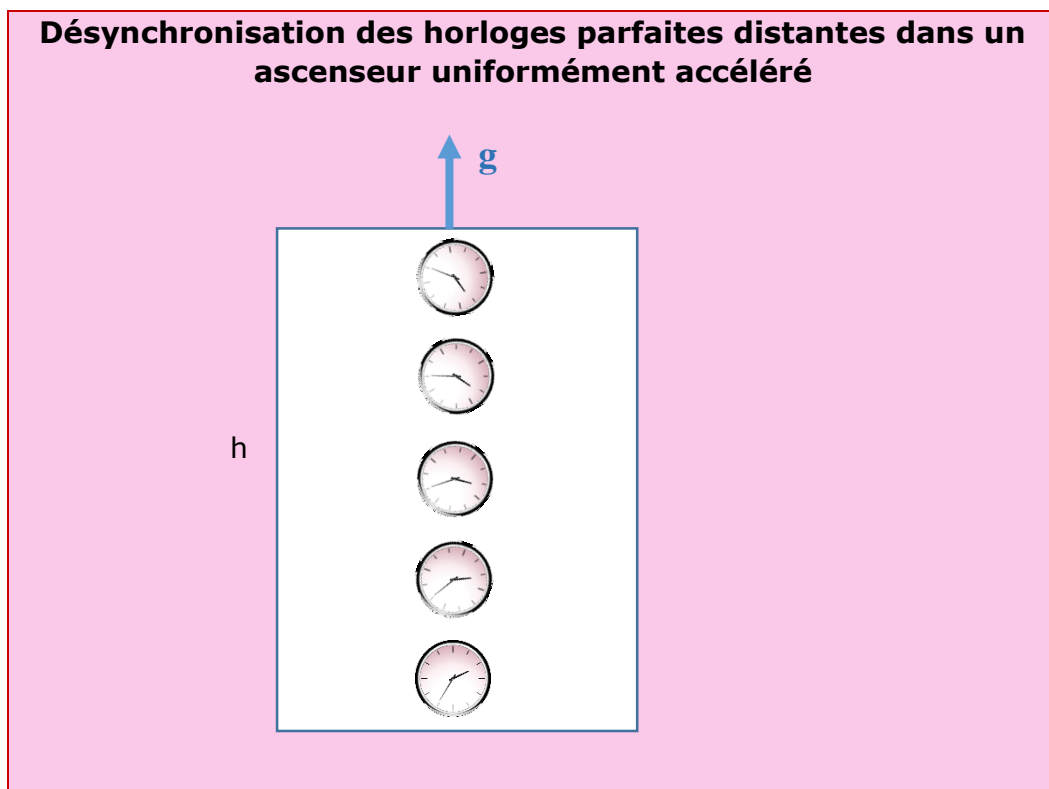 Désynchronisation des horloges parfaites distantes dans un
ascenseur uniformément accéléré
g
h